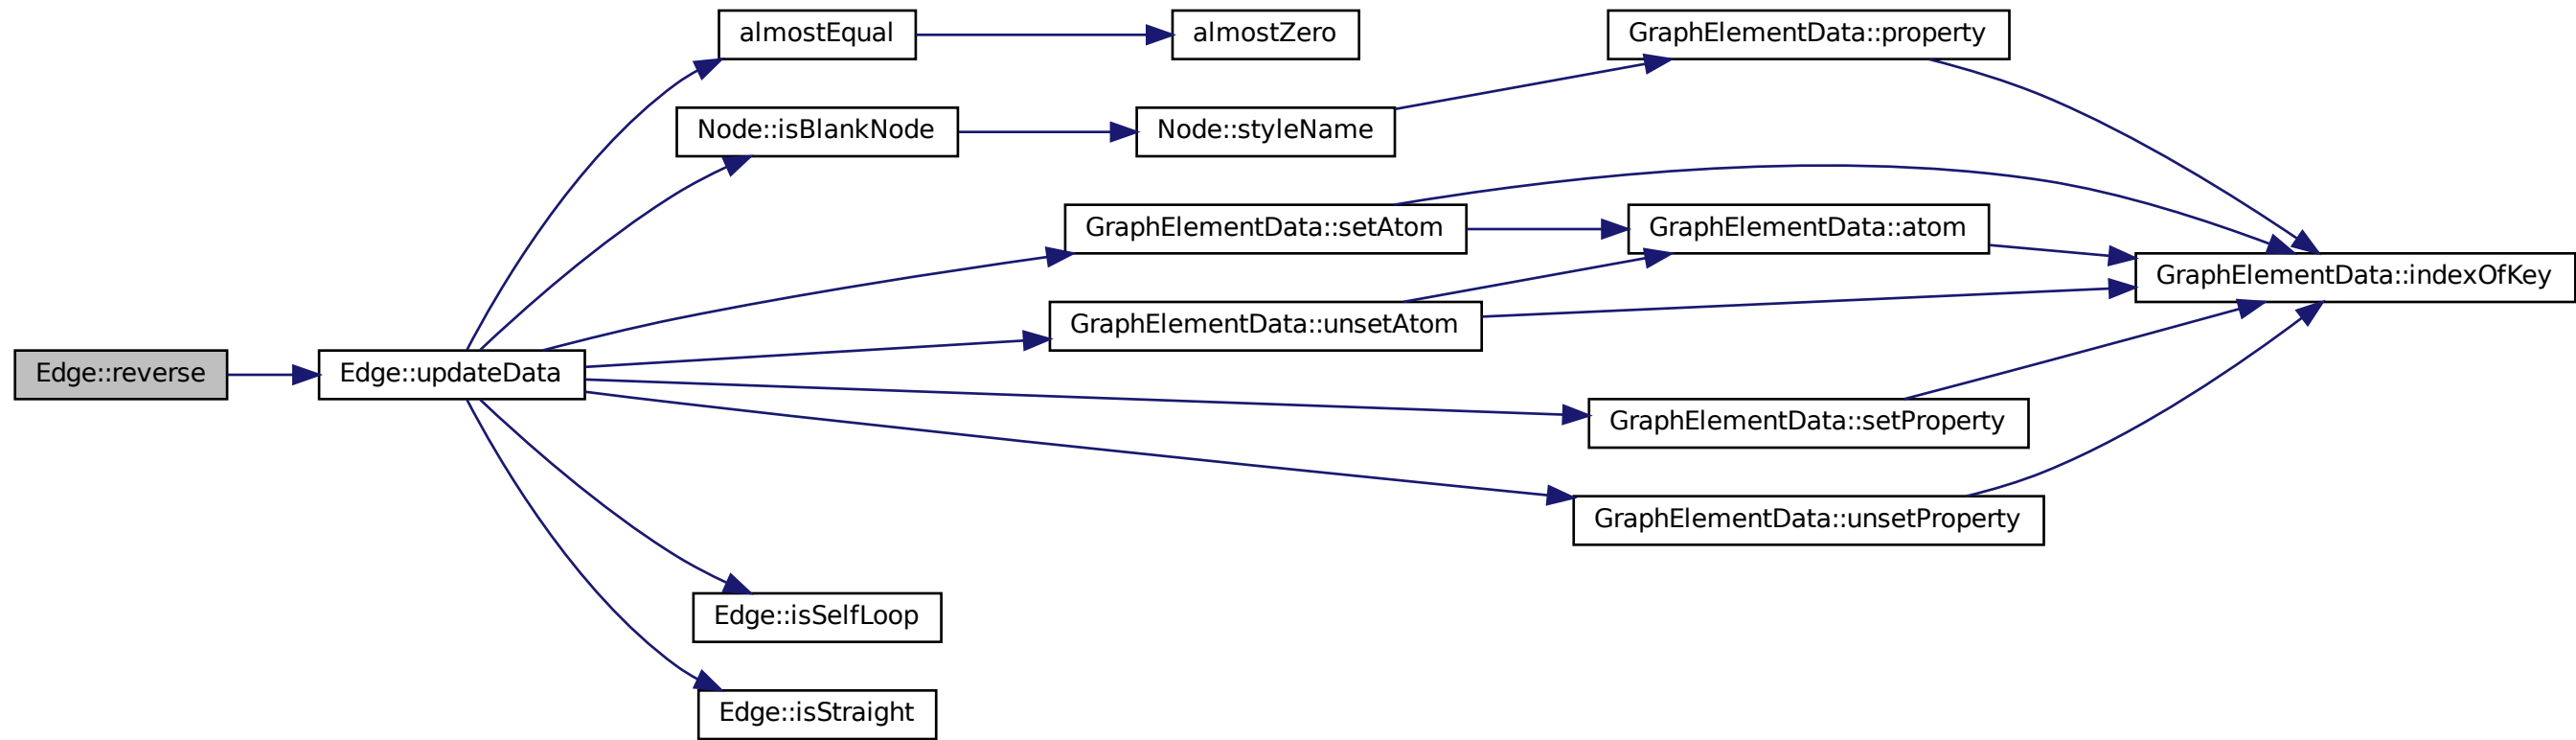 almostEqual
almostZero
GraphElementData::property
Node::isBlankNode
Node::styleName
GraphElementData::setAtom
GraphElementData::atom
GraphElementData::indexOfKey
GraphElementData::unsetAtom
Edge::reverse
Edge::updateData
GraphElementData::setProperty
GraphElementData::unsetProperty
Edge::isSelfLoop
Edge::isStraight